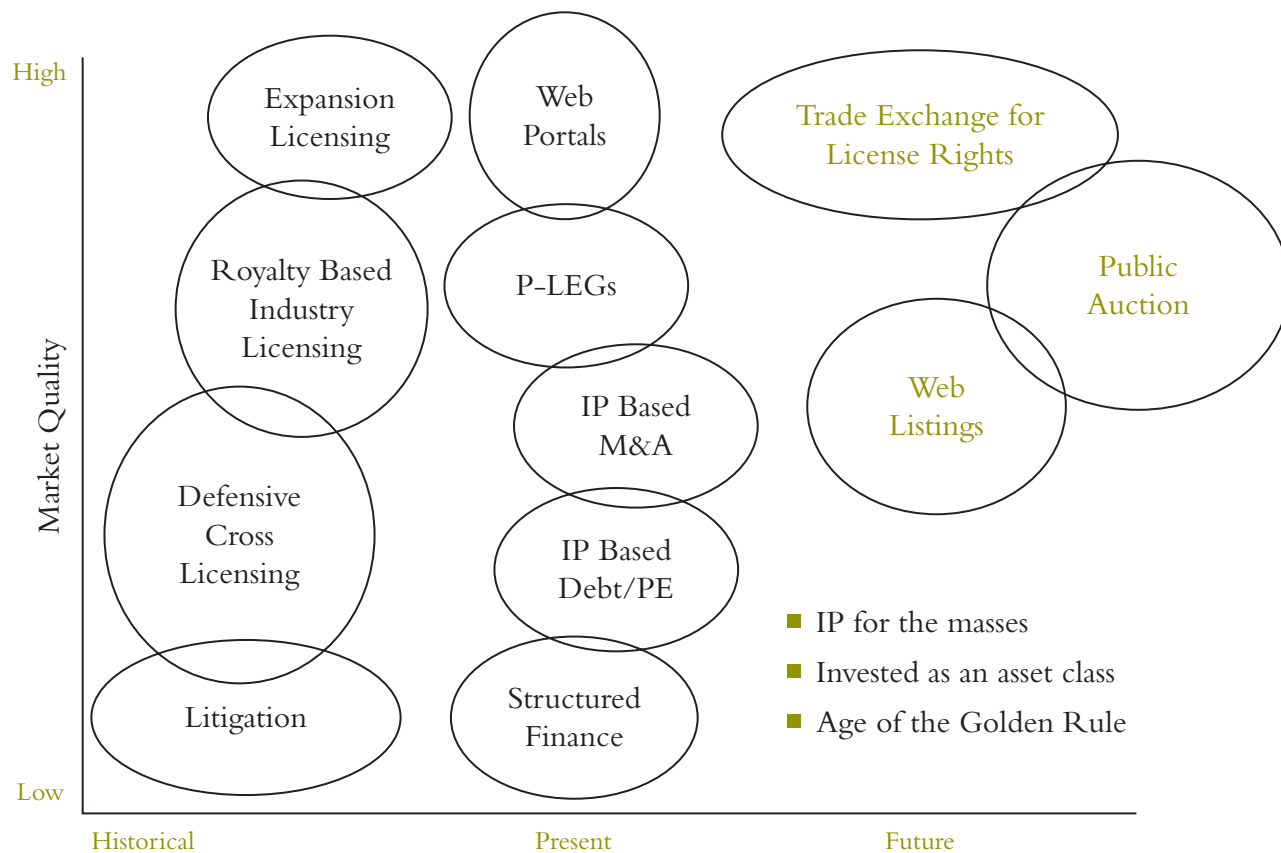 High
Expansion
Licensing
Web
Portals
Trade Exchange for
License Rights
Royalty Based
Industry
Licensing
P-LEGs
Public
Auction
Market Quality
IP Based
M&A
Web
Listings
Defensive
Cross
Licensing
IP Based
Debt/PE
Litigation
Structured
Finance
IP for the masses
Invested as an asset class
Age of the Golden Rule
Low
Historical
Present
Future